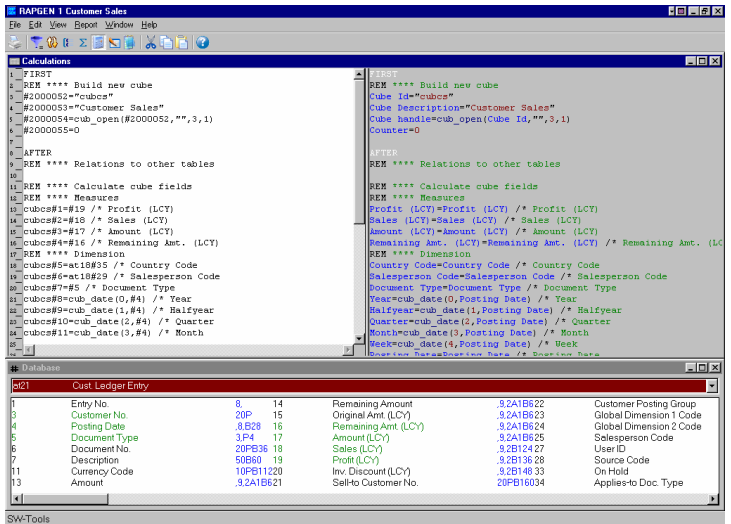 RAPGEN 1 Customer Sales
File Edit View Report Window Help
Calculations
1 FIRST
2 REM **** Build new cube
3 #2000052="cubcs"
4 #2000053="Customer Sales"
5 #2000054=cub_open(#2000052,"",3,1)
6 #2000055=0
7
8 AFTER
9 REM **** Relations to other tables
10
11 REM **** Calculate cube fields
12 REM **** Measures
13 cubcs#1=#19 /* Profit (LCY)
14 cubcs#2=#18 /* Sales (LCY)
15 cubcs#3=#17 /* Amount (LCY)
16 cubcs#4=#16 /* Remaining Amt. (LCY)
17 REM **** Dimension
18 cubcs#5=at18#35 /* Country Code
19 cubcs#6=at18#29 /* Salesperson Code
20 cubcs#7=#5 /* Document Type
21 cubcs#8=cub_date(0,#4) /* Year
22 cubcs#9=cub_date(1,#4) /* Halfyear
23 cubcs#10=cub_date(2,#4) /* Quarter
24 cubcs#11=cub_date(3,#4) /* Month
25
FIRST
REM **** Build new cube
Cube Id="cubcs"
Cube Description="Customer Sales"
Cube handle=cub_open(Cube Id,"",3,1)
Counter=0
AFTER
REM **** Relations to other tables
REM **** Calculate cube fields
REM **** Measures
Profit (LCY)=Profit (LCY) /* Profit (LCY)
Sales (LCY)=Sales (LCY) /* Sales (LCY)
Amount (LCY)=Amount (LCY) /* Amount (LCY)
Remaining Amt. (LCY)=Remaining Amt. (LCY) /* Remaining Amt. (LC
REM **** Dimension
Country Code=Country Code /* Country Code
Salesperson Code=Salesperson Code /* Salesperson Code
Document Type=Document Type /* Document Type
Year=cub_date(0,Posting Date) /* Year
Halfyear=cub_date(1,Posting Date) /* Halfyear
Quarter=cub_date(2,Posting Date) /* Quarter
Month=cub_date(3,Posting Date) /* Month
Week=cub_date(4,Posting Date) /* Week
Posting Date=Posting Date /* Posting Date
Database
at21 Cust. Ledger Entry
1 Entry No. 8, 14 Remaining Amount ,9,2A1B622 Customer Posting Group
3 Customer No. 20P 15 Original Amt. (LCY) ,9,2A1B623 Global Dimension 1 Code
4 Posting Date ,8,B28 16 Remaining Amt. (LCY) ,9,2A1B624 Global Dimension 2 Code
5 Document Type 3,P4 17 Amount (LCY) ,9,2A1B625 Salesperson Code
6 Document No. 20PB36 18 Sales (LCY) ,9,2B124 27 User ID
7 Description 50B60 19 Profit (LCY) ,9,2B136 28 Source Code
11 Currency Code 10PB11220 Inv. Discount (LCY) ,9,2B148 33 On Hold
13 Amount ,9,2A1B621 Sell-to Customer No. 20PB16034 Applies-to Doc. Type
SW-Tools